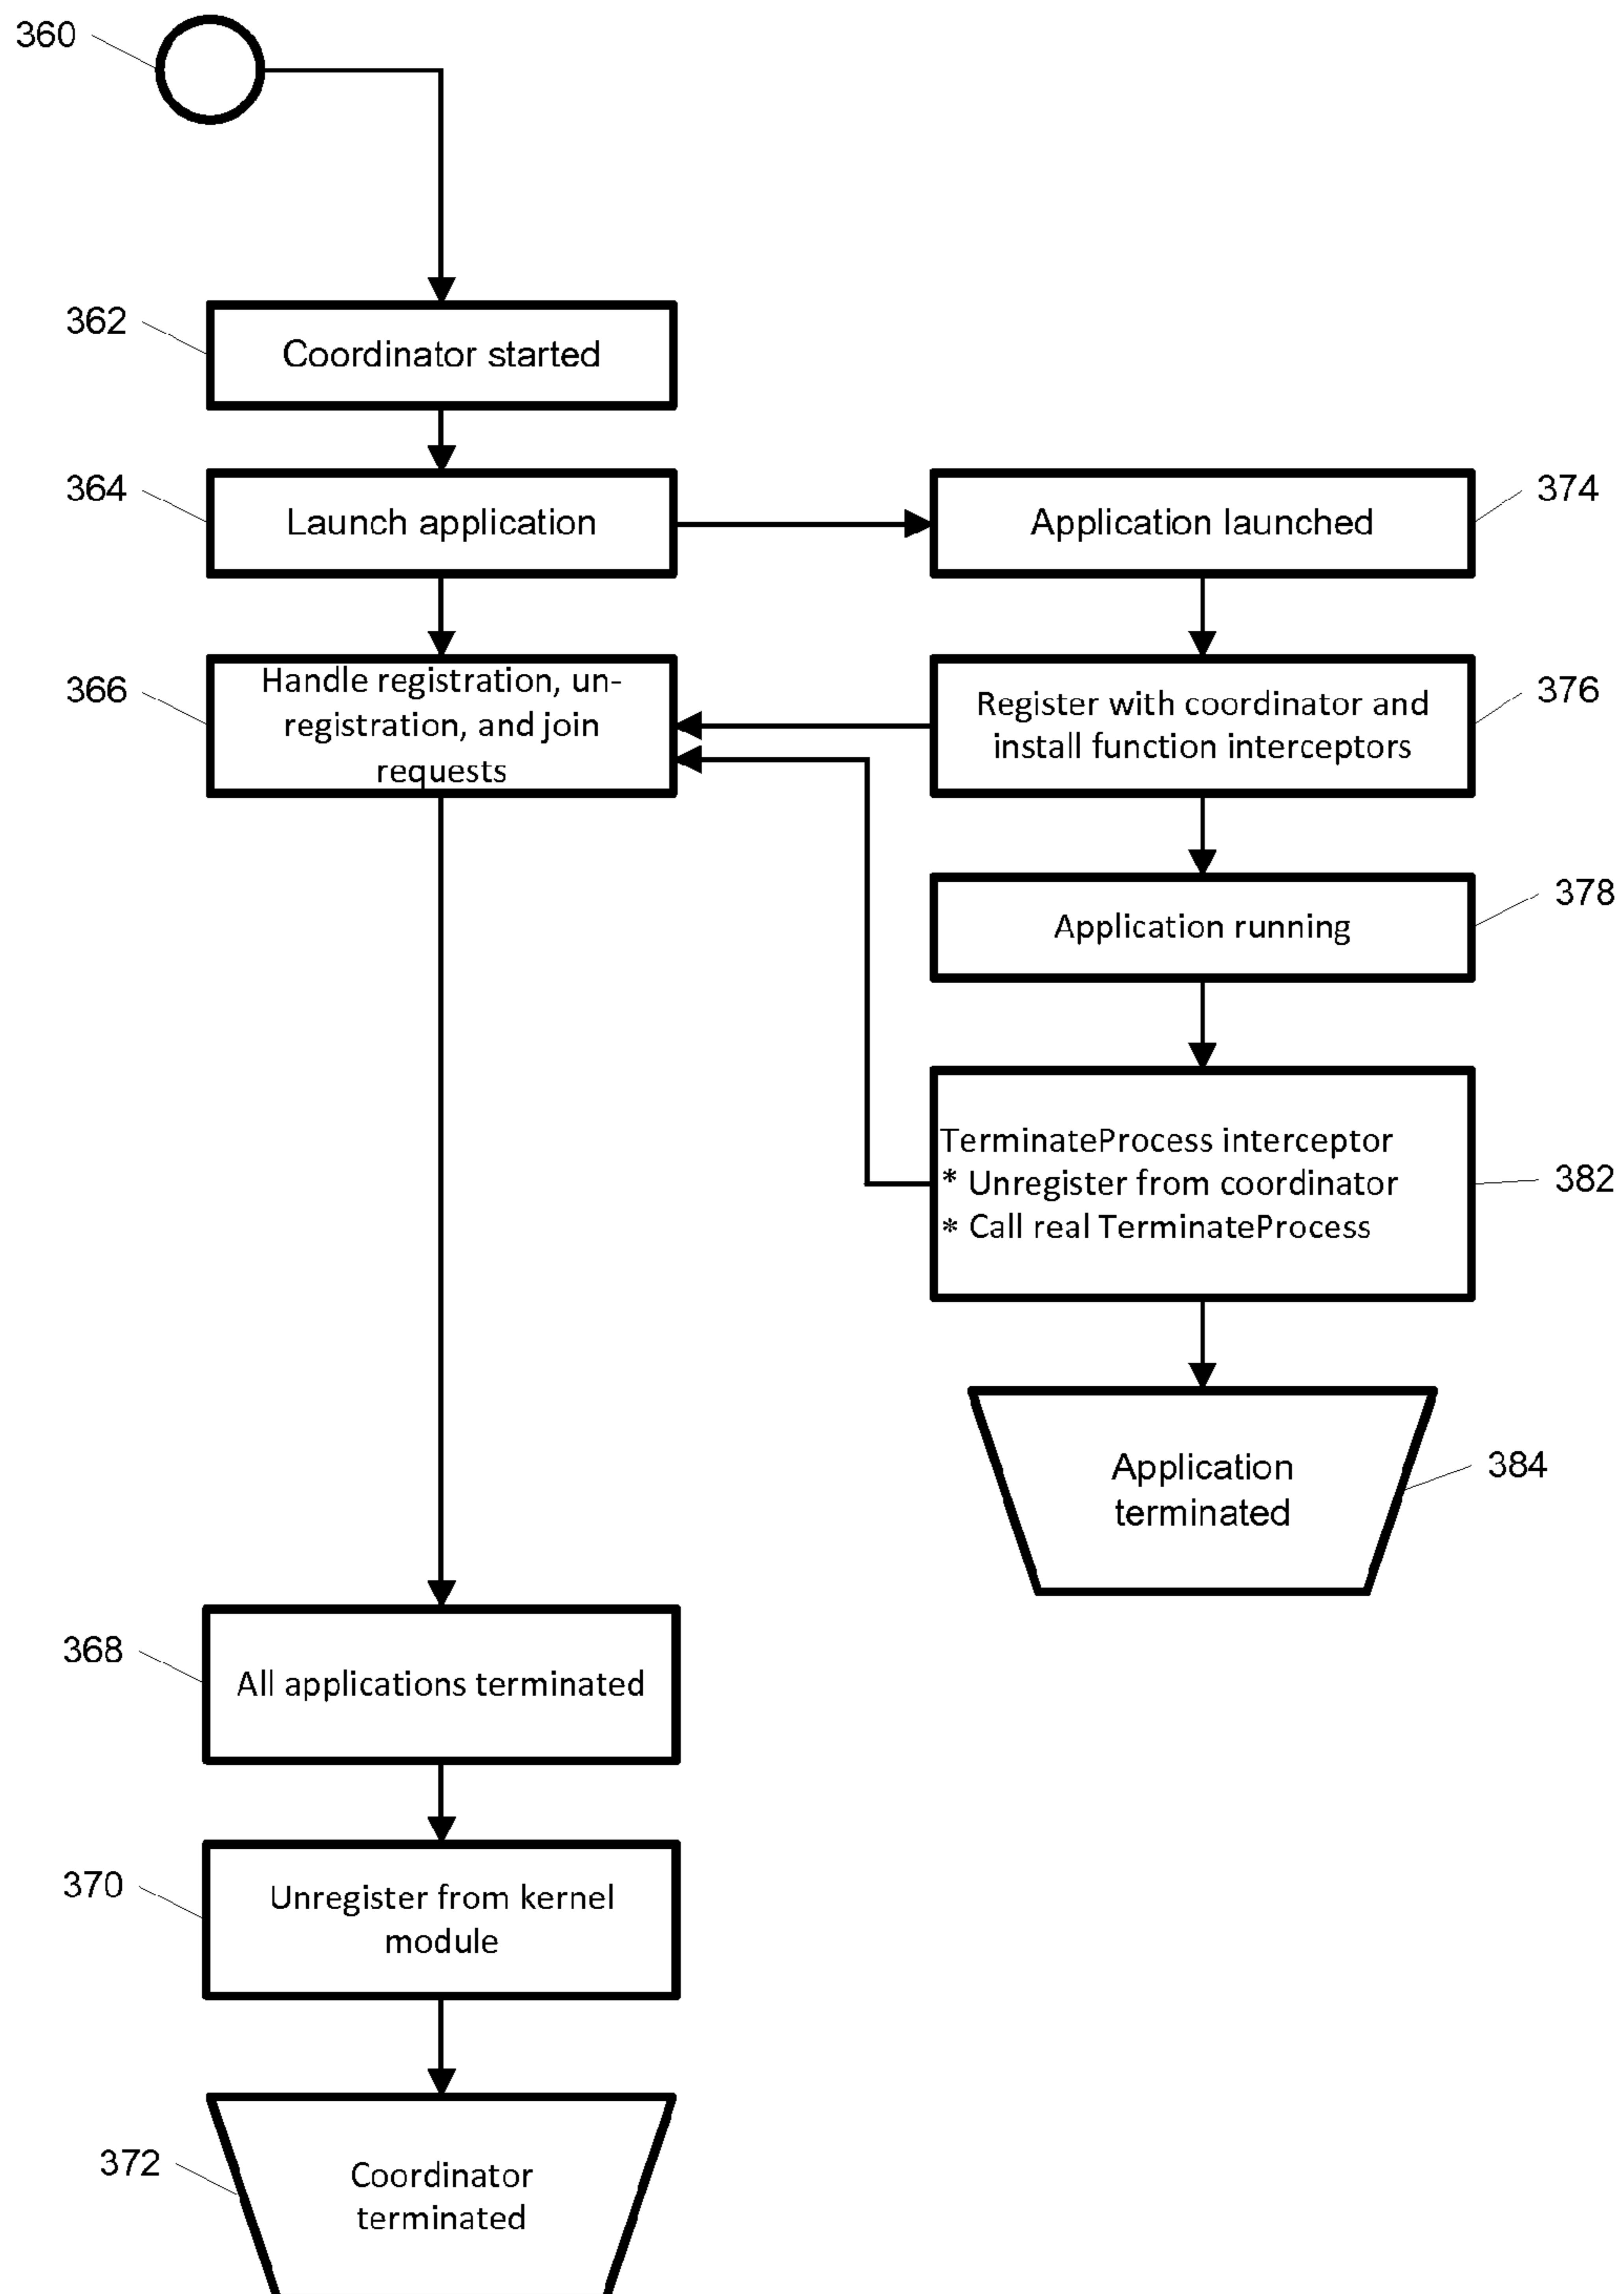 360
362
Coordinator started
364
Launch application
Application launched
374
366
Handle registration, un-
registration, and join
requests
Register with coordinator and
install function interceptors
376
Application running
378
TerminateProcess interceptor
* Unregister from coordinator
* Call real TerminateProcess
382
Application
terminated
384
368
All applications terminated
370
Unregister from kernel
module
372
Coordinator
terminated